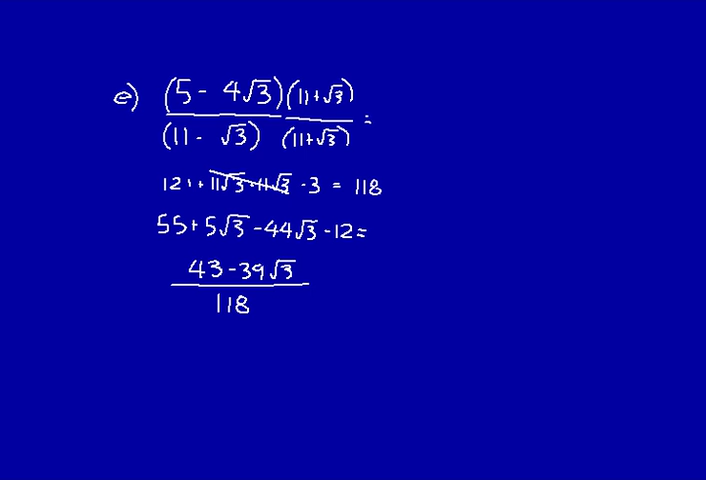 e) (5 - 4√3)(11+√3) / (11 - √3) (11+√3) =
121 + 11√3 - 11√3 - 3 = 118
55 + 5√3 - 44√3 - 12 =
43 - 39√3 / 118